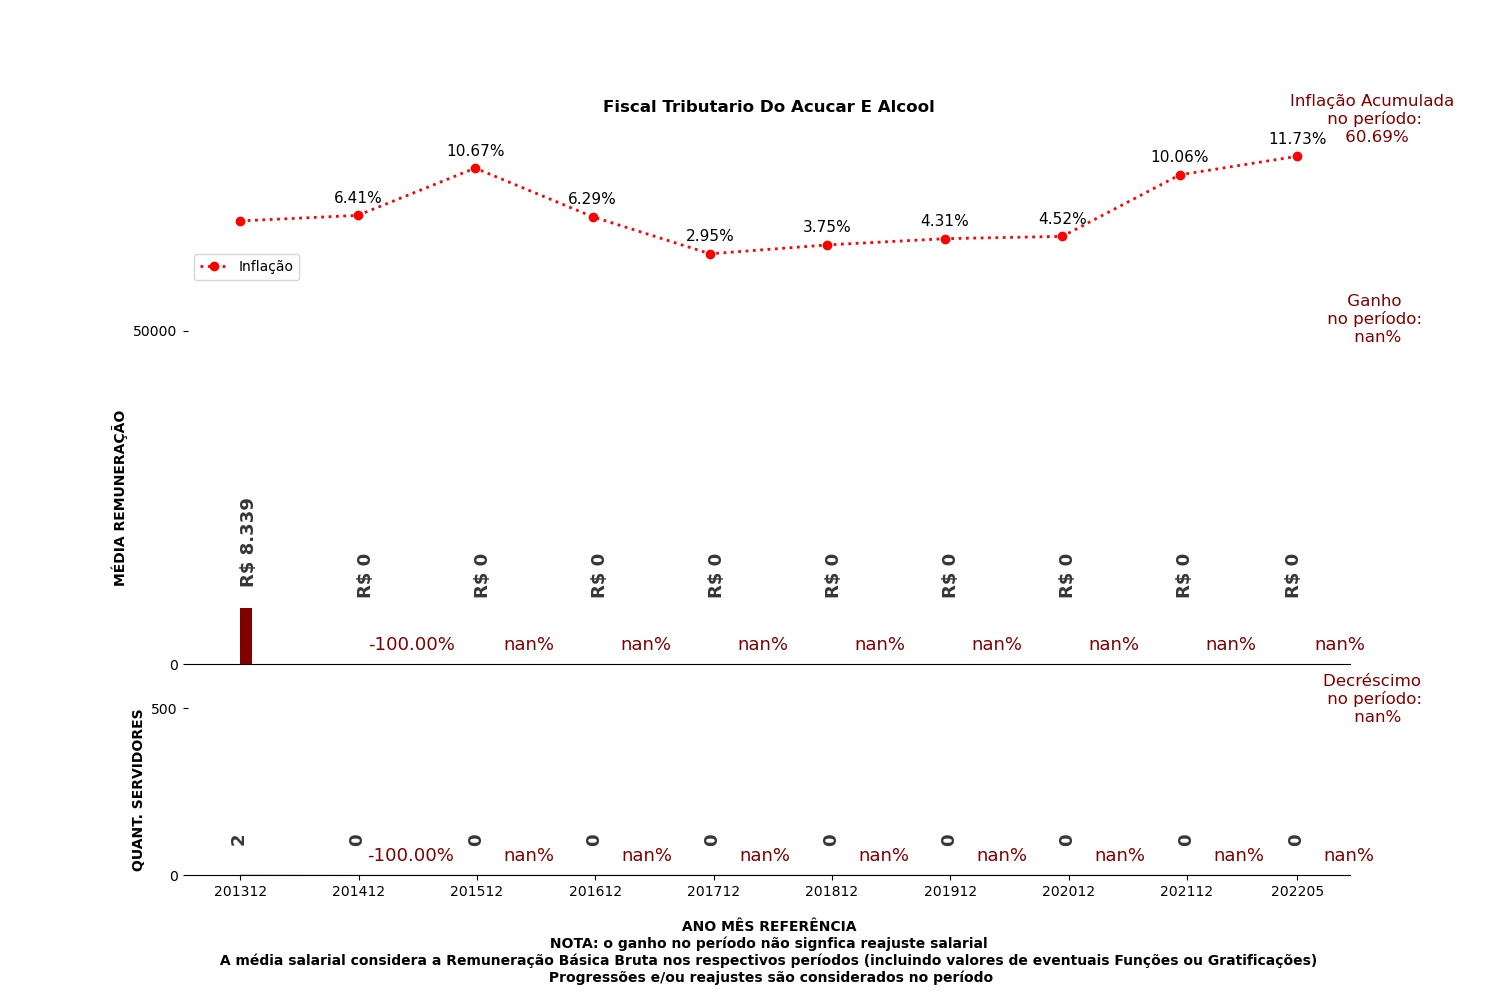 Fiscal Tributario Do Acucar E Alcool
Inflação Acumulada
no período:
60.69%
6.41%
10.67%
6.29%
2.95%
3.75%
4.31%
4.52%
10.06%
11.73%
Inflação
Ganho
no período:
nan%
50000
0
MÉDIA REMUNERAÇÃO
R$ 8.339
R$ 0
R$ 0
R$ 0
R$ 0
R$ 0
R$ 0
R$ 0
R$ 0
R$ 0
-100.00%
nan%
nan%
nan%
nan%
nan%
nan%
nan%
nan%
Decréscimo
no período:
nan%
500
0
QUANT. SERVIDORES
2
0
0
0
0
0
0
0
0
0
-100.00%
nan%
nan%
nan%
nan%
nan%
nan%
nan%
nan%
201312
201412
201512
201612
201712
201812
201912
202012
202112
202205
ANO MÊS REFERÊNCIA
NOTA: o ganho no período não signfica reajuste salarial
A média salarial considera a Remuneração Básica Bruta nos respectivos períodos (incluindo valores de eventuais Funções ou Gratificações)
Progressões e/ou reajustes são considerados no período